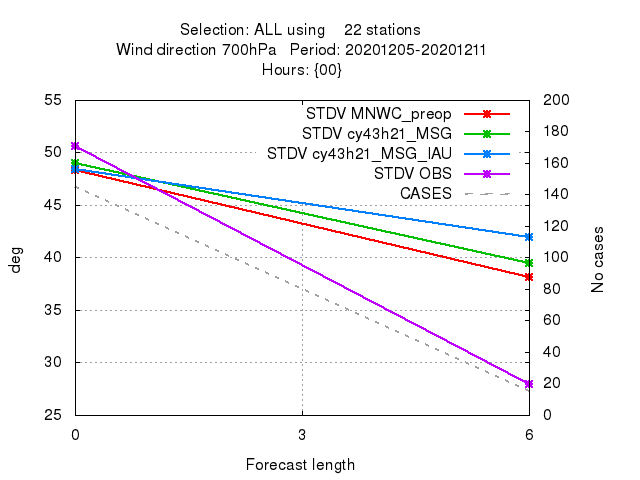 Selection: ALL using    22 stations
Wind direction 700hPa   Period: 20201205-20201211
Hours: {00}
STDV MNWC_preop
STDV cy43h21_MSG
STDV cy43h21_MSG_IAU
STDV OBS
CASES
55
50
45
40
35
30
25
deg
200
180
160
140
120
100
80
60
40
20
0
No cases
0 3 6
Forecast length